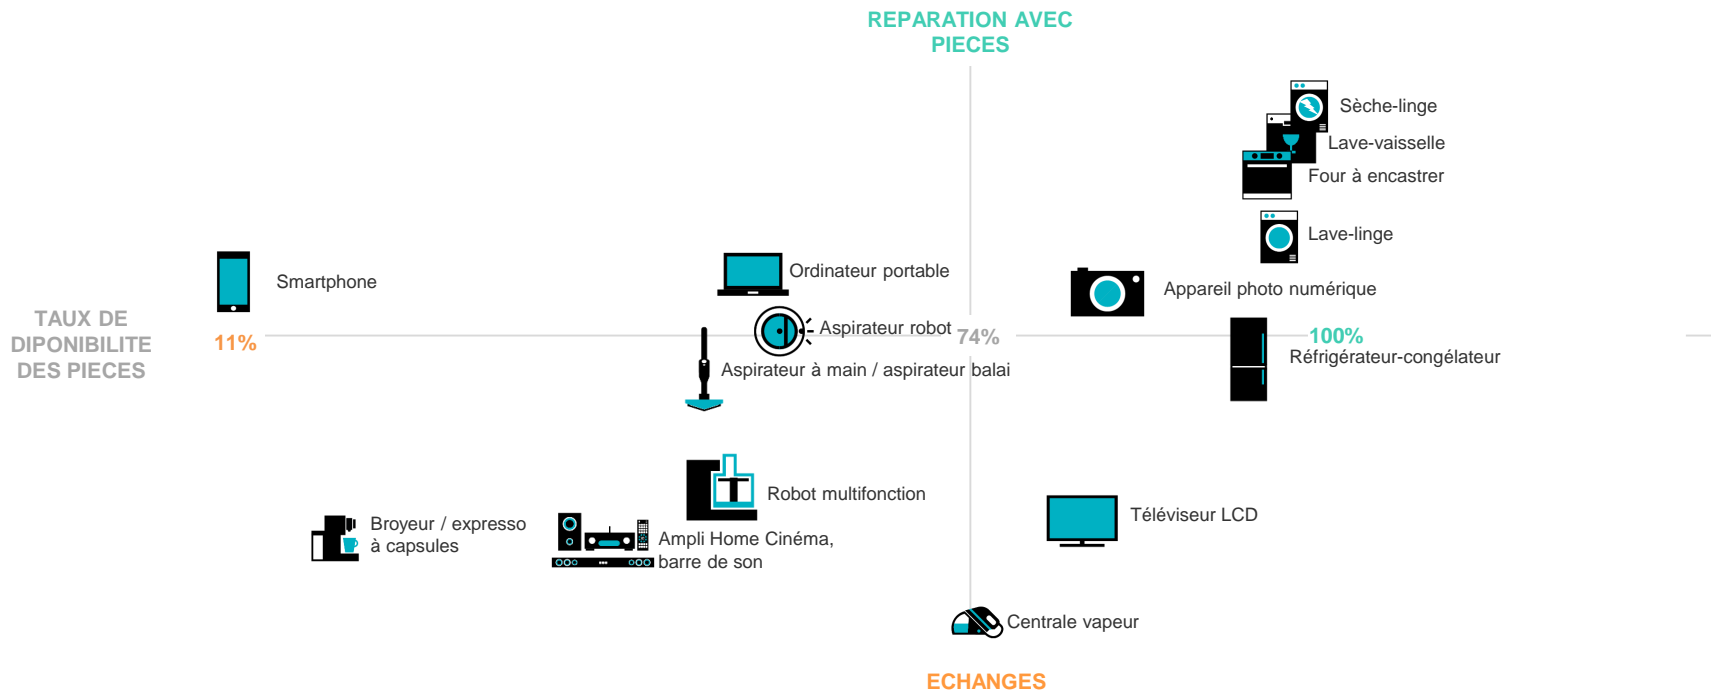 REPARATION AVEC
PIECES
Sèche-linge
Lave-vaisselle
Four à encastrer
Lave-linge
Ordinateur portable
Smartphone
Appareil photo numérique
TAUX DE
DIPONIBILITE
DES PIECES
11%
Aspirateur robot
74%
100%
Réfrigérateur-congélateur
Aspirateur à main / aspirateur balai
Robot multifonction
Téléviseur LCD
Broyeur / expresso
à capsules
Ampli Home Cinéma,
barre de son
Centrale vapeur
ECHANGES